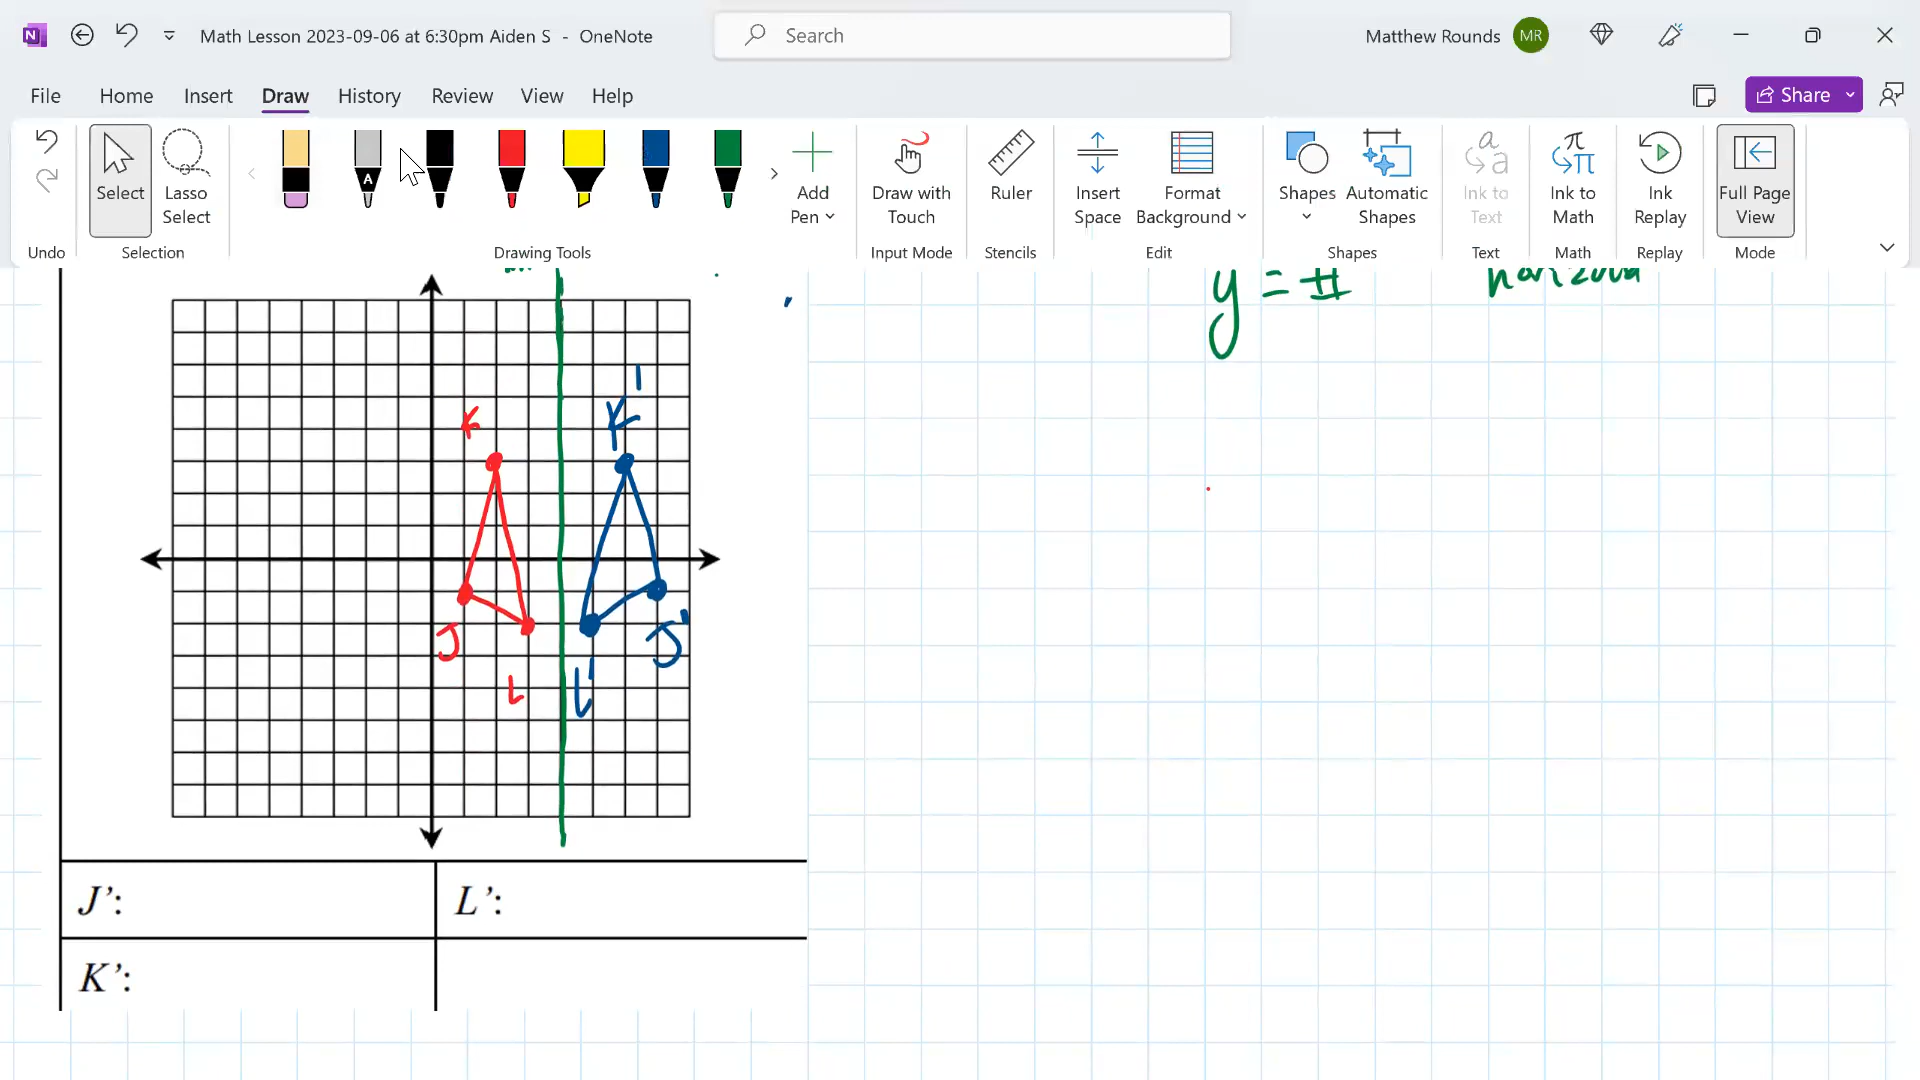 Math Lesson 2023-09-06 at 6:30pm Aiden S - OneNote
Search
Matthew Rounds MR
File Home Insert Draw History Review View Help
Share
Select
Lasso Select
A
Add Pen
Draw with Touch
Ruler
Insert Space
Format Background
Shapes
Automatic Shapes
a
a
Ink to Text
π
π
Ink to Math
Ink Replay
Full Page View
Undo Selection Drawing Tools Input Mode Stencils Edit Shapes Text Math Replay Mode
y = #
K
K'
J
J'
L
L'
J’: L’:
K’: